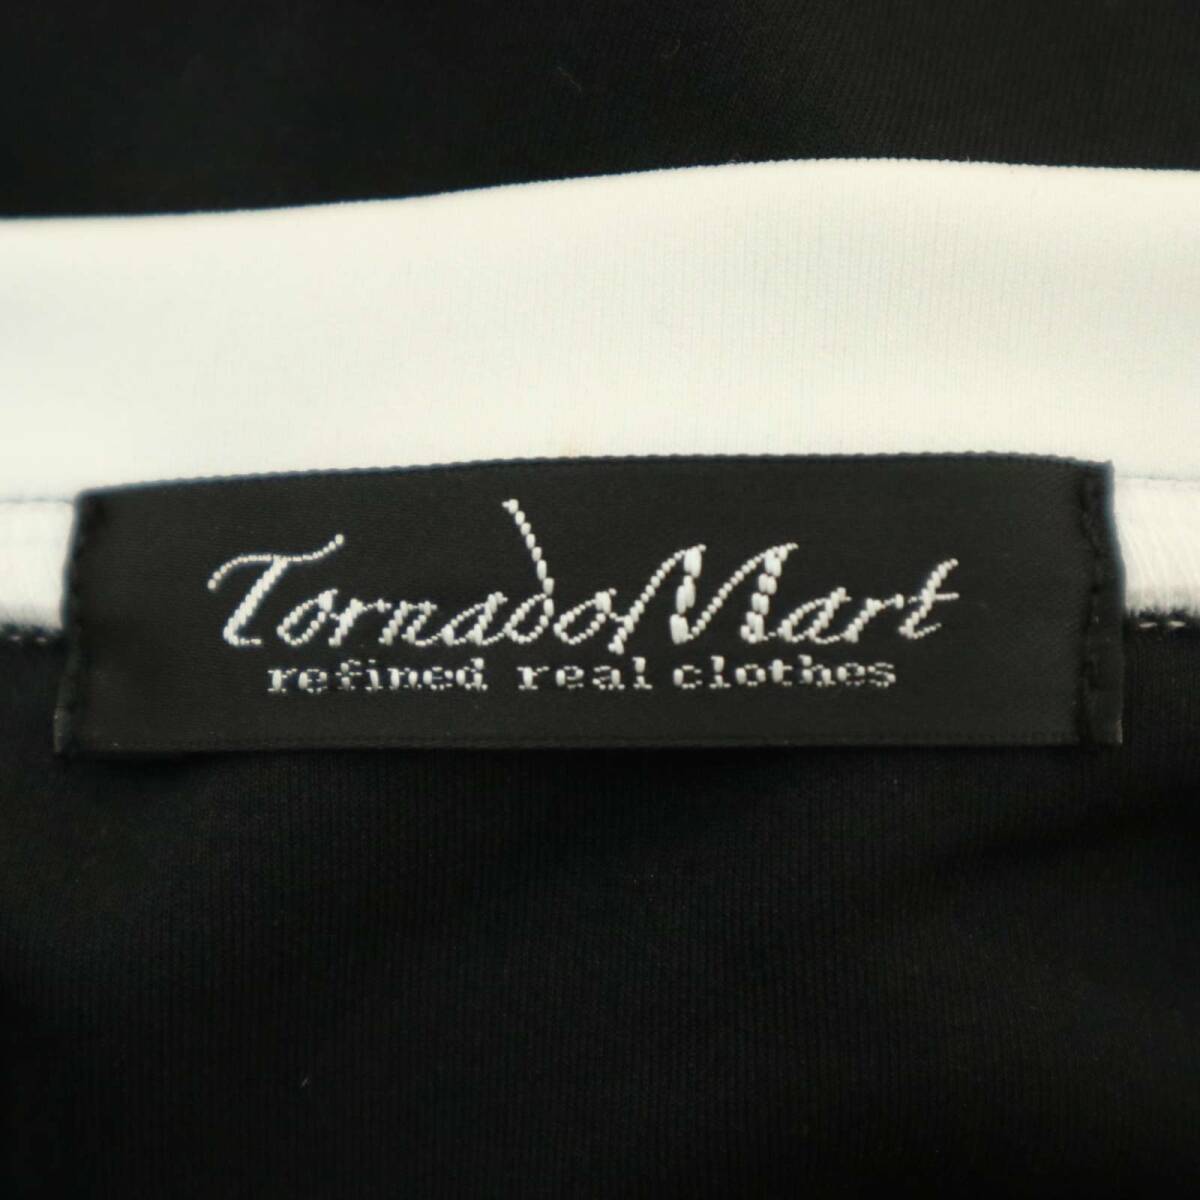 TornadoMart
refined real clothes